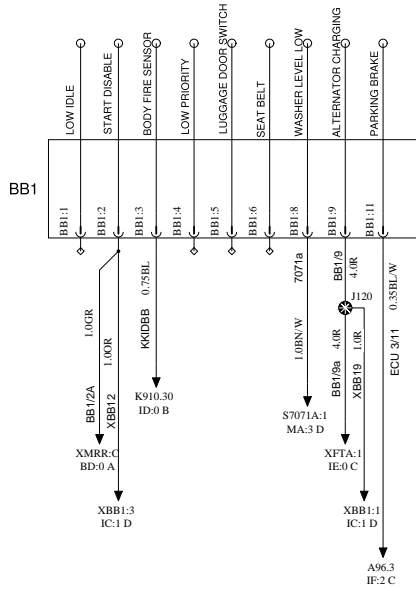 LOW IDLE
START DISABLE
BODY FIRE SENSOR
LOW PRIORITY
LUGGAGE DOOR SWITCH
SEAT BELT
WASHER LEVEL LOW
ALTERNATOR CHARGING
PARKING BRAKE
BB1
BB1:1
BB1:2
BB1:3
BB1:4
BB1:5
BB1:6
BB1:8
BB1:9
BB1:11
1.0GR
BB1/2A
1.0OR
XBB12
0.75BL
KKIDBB
7071a
1.0BN/W
BB1/9
4.0R
J120
4.0R
BB1/9a
1.0R
XBB19
0.35BL/W
ECU 3/11
K910.30
ID:0 B
S7071A:1
MA:3 D
XMRR:C
BD:0 A
XFTA:1
IE:0 C
XBB1:3
IC:1 D
XBB1:1
IC:1 D
A96.3
IF:2 C